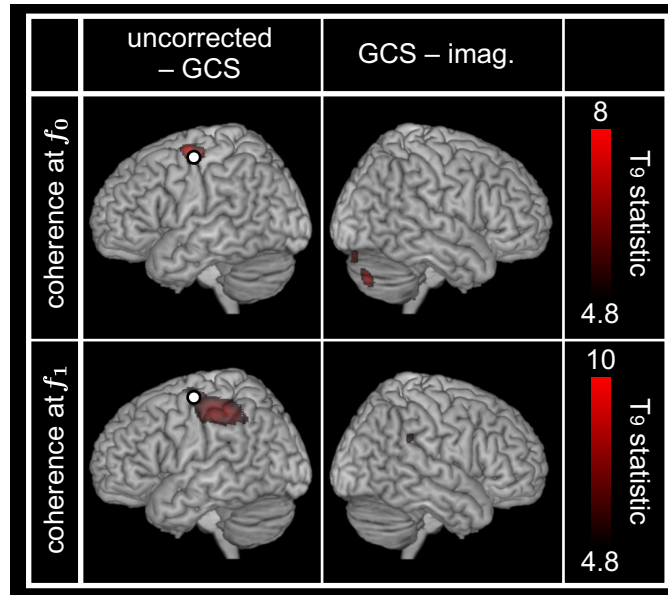 uncorrected
– GCS
GCS – imag.
coherence at f₀
8
T₉ statistic
4.8
coherence at f₁
10
T₉ statistic
4.8